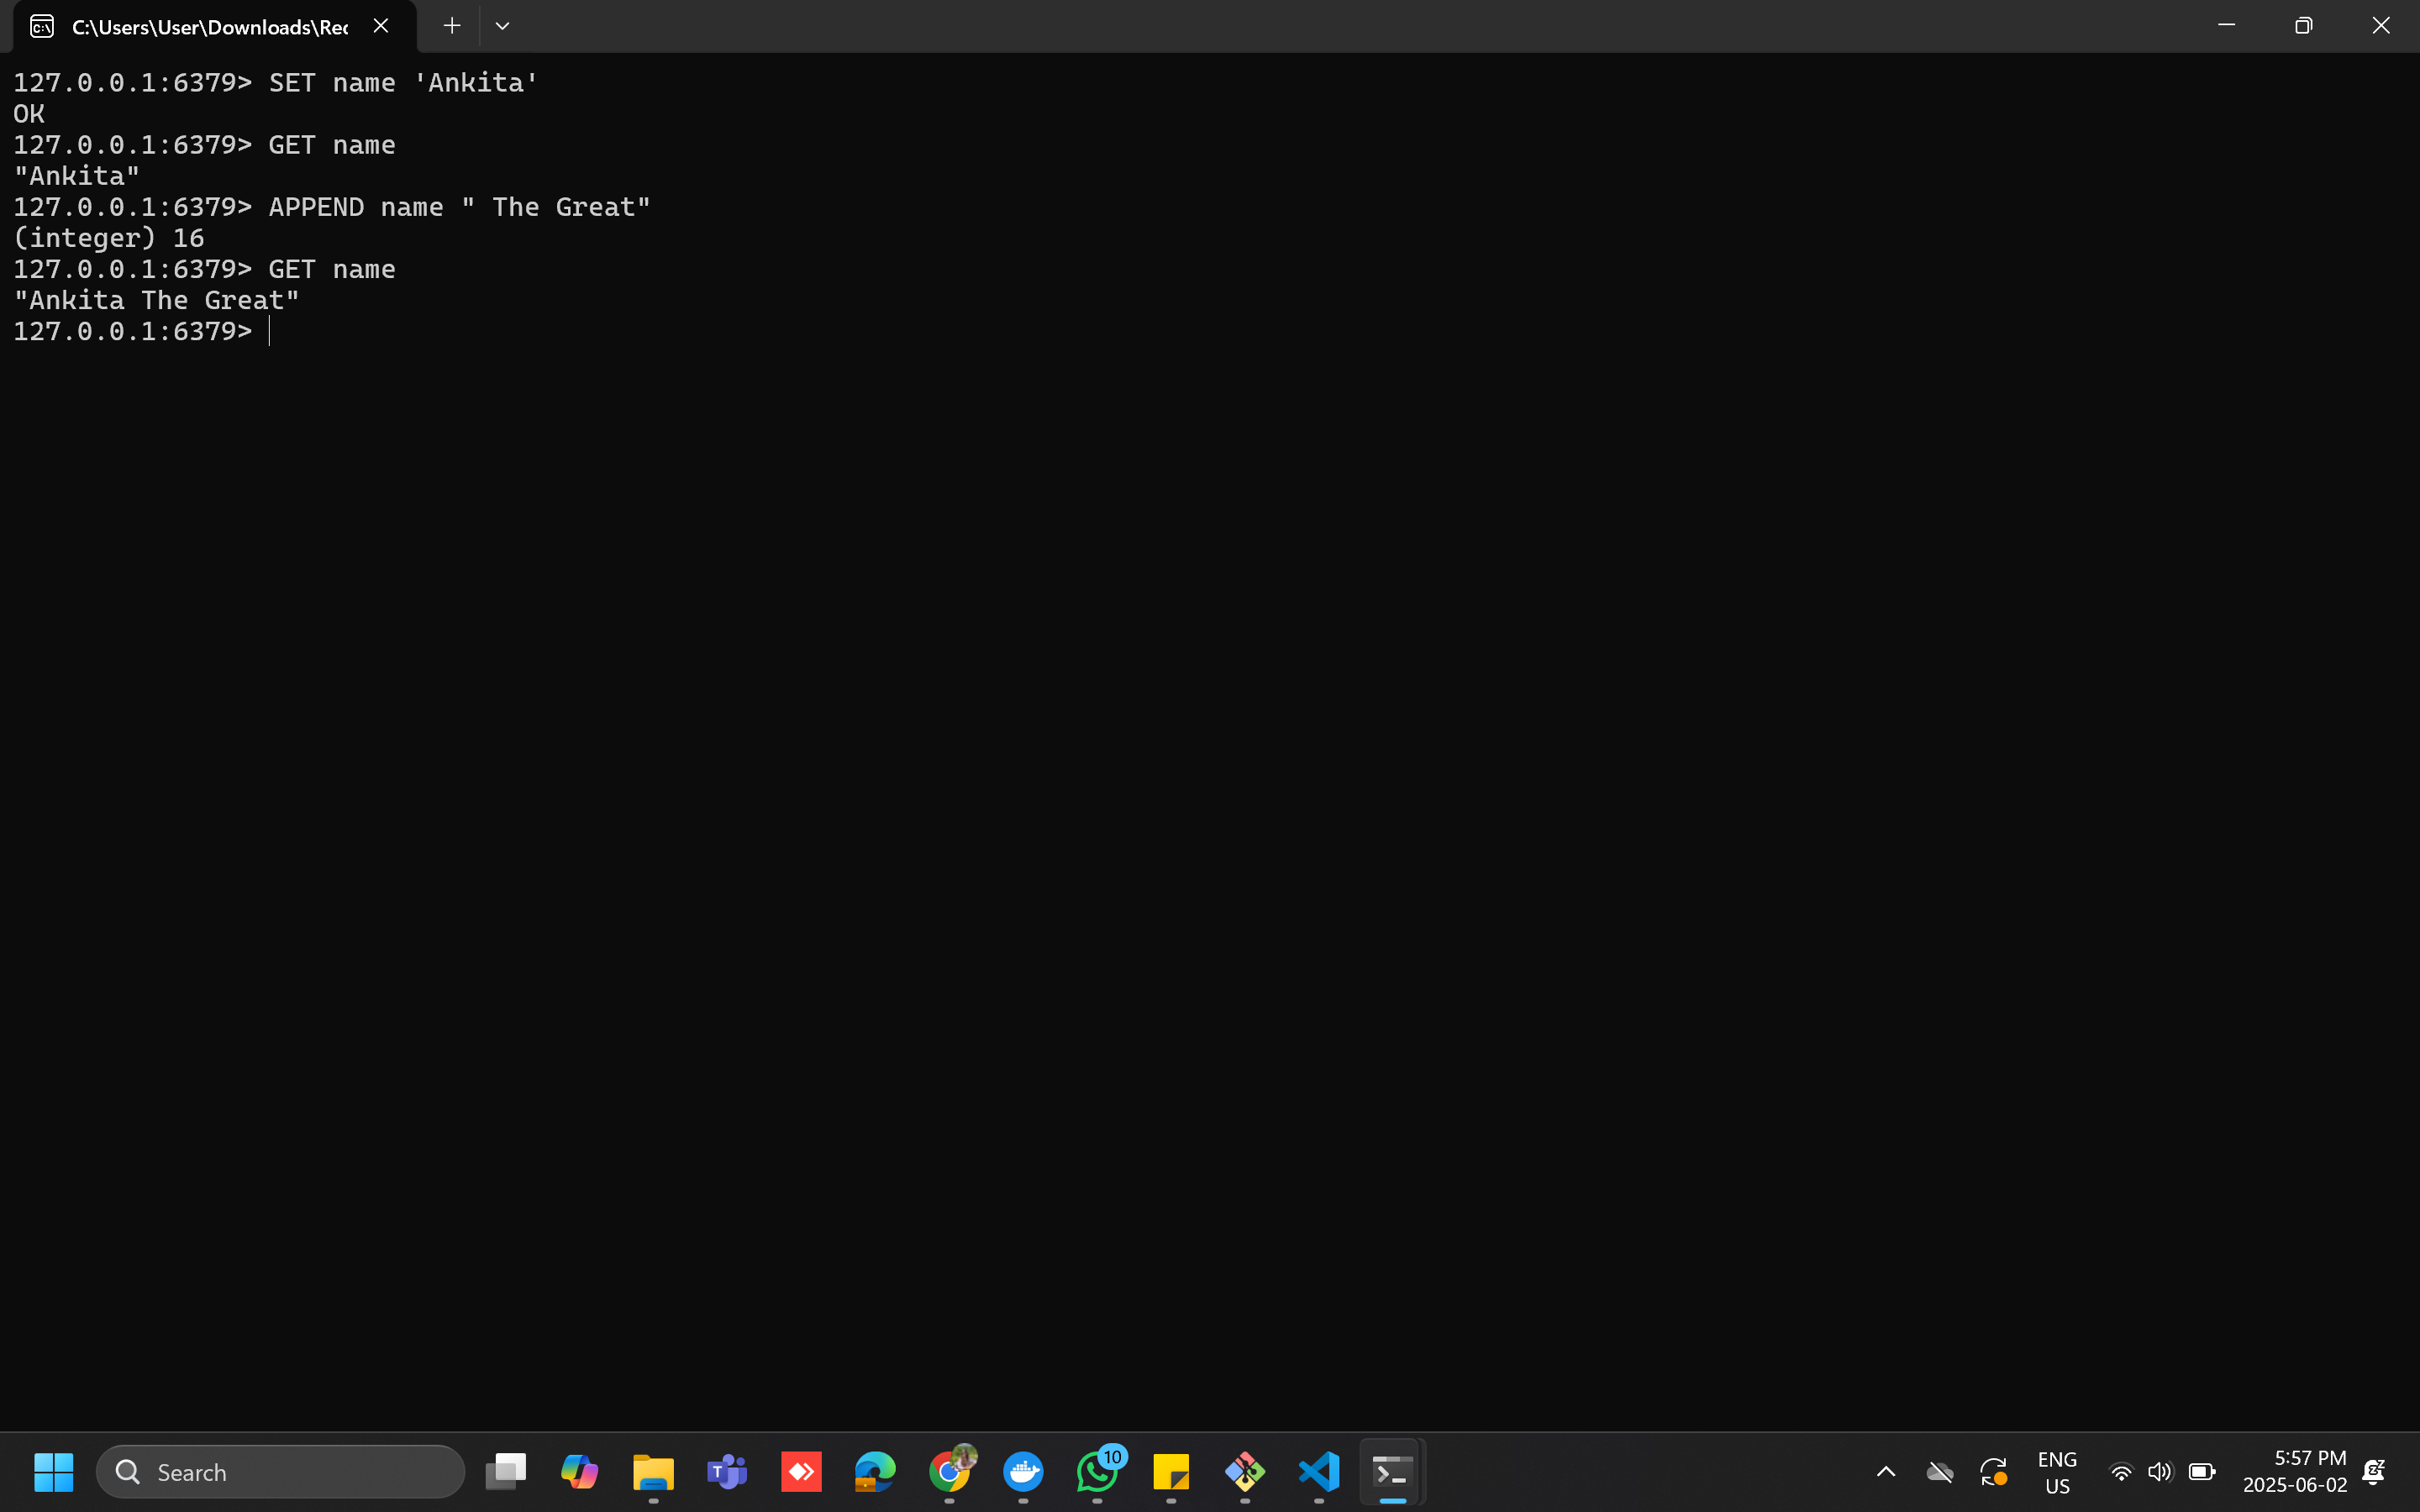 C:\Users\User\Downloads\Rec
127.0.0.1:6379> SET name 'Ankita'
OK
127.0.0.1:6379> GET name
"Ankita"
127.0.0.1:6379> APPEND name " The Great"
(integer) 16
127.0.0.1:6379> GET name
"Ankita The Great"
127.0.0.1:6379>
Search
10
ENG
US
5:57 PM
2025-06-02